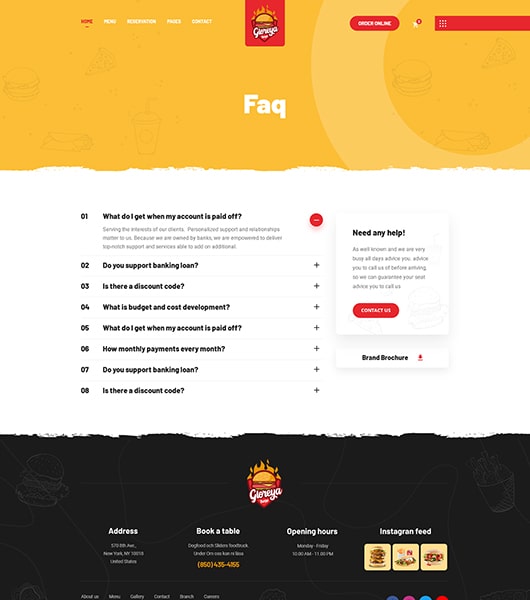 HOME MENU RESERVATION PAGES CONTACT
Gloreya
ORDER ONLINE
Faq
01 What do I get when my account is paid off?
Serving the interests of our clients. Personalized support and relationships
matter to us. Because we are owned by banks, we are empowered to deliver
top-notch support and services able to add on additional.
02 Do you support banking loan?
03 Is there a discount code?
04 What is budget and cost development?
05 What do I get when my account is paid off?
06 How monthly payments every month?
07 Do you support banking loan?
08 Is there a discount code?
Need any help!
As well known and we are very
busy all days advice you. advice
you to call us of before arriving,
so we can guarantee your seat
advice you to call us
CONTACT US
Brand Brochure
Gloreya
Address
570 8th Ave,
New York, NY 10018
United States
Book a table
Dogfood och Sliders foodtruck.
Under Om oss kan ni läsa
(850) 435-4155
Opening hours
Monday - Friday
10.00 AM - 11.00 PM
Instagran feed
About us Menu Gallery Contact Branch Careers